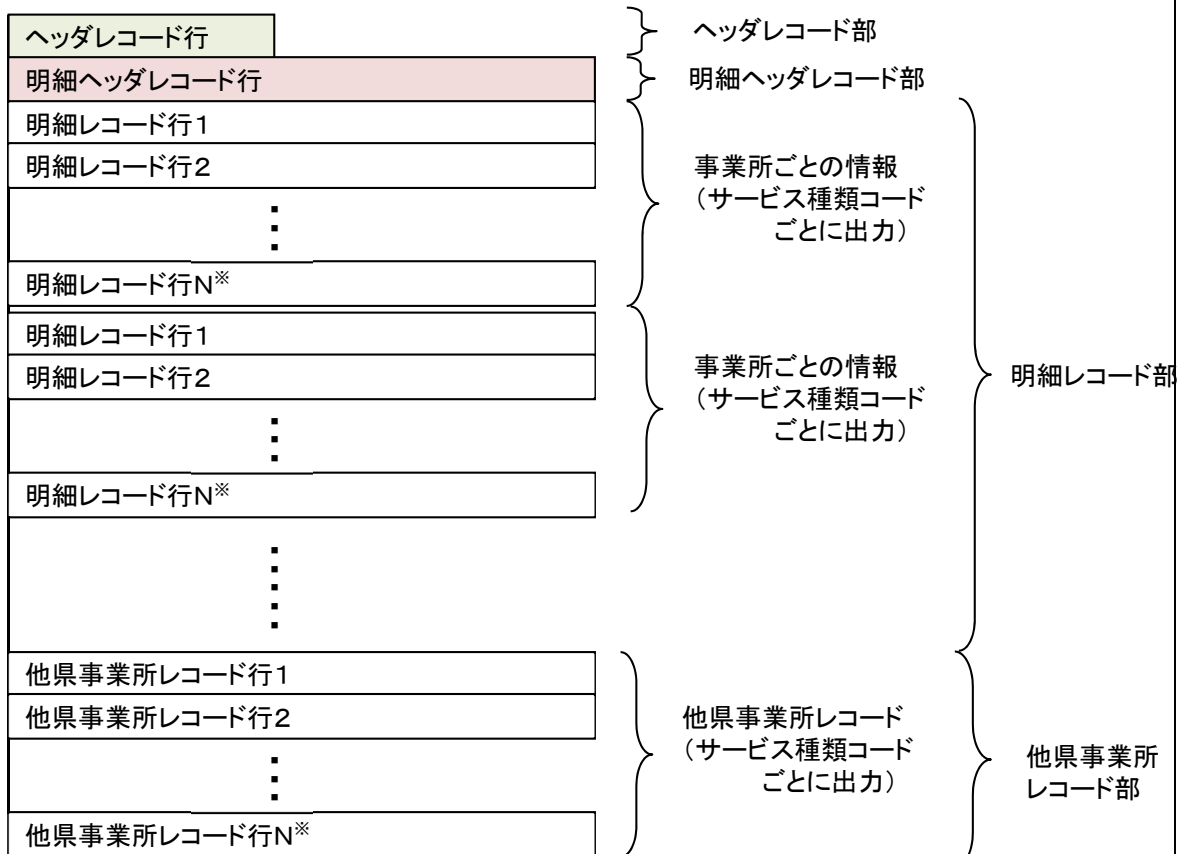 ヘッダレコード行
ヘッダレコード部
明細ヘッダレコード行
明細ヘッダレコード部
明細レコード行1
明細レコード行2
明細レコード行N※
事業所ごとの情報
（サービス種類コード
ごとに出力）
明細レコード行1
明細レコード行2
明細レコード行N※
事業所ごとの情報
（サービス種類コード
ごとに出力）
明細レコード部
他県事業所レコード行1
他県事業所レコード行2
他県事業所レコード行N※
他県事業所レコード
（サービス種類コード
ごとに出力）
他県事業所
レコード部